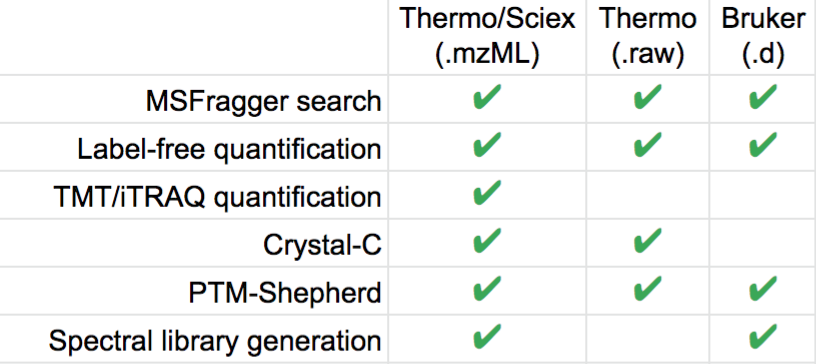 Thermo/Sciex Thermo Bruker
(.mzML) (.raw) (.d)
MSFragger search ✔ ✔ ✔
Label-free quantification ✔ ✔ ✔
TMT/iTRAQ quantification ✔
Crystal-C ✔ ✔
PTM-Shepherd ✔ ✔ ✔
Spectral library generation ✔ ✔